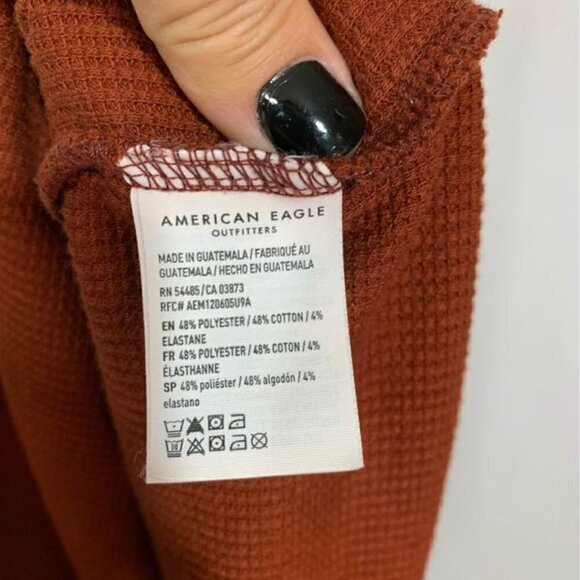 AMERICAN EAGLE
OUTFITTERS
MADE IN GUATEMALA / FABRIQUÉ AU
GUATEMALA / HECHO EN GUATEMALA
RN 54485 / CA 03873
RFC# AEM120605U9A
EN 48% POLYESTER / 48% COTTON / 4%
ELASTANE
FR 48% POLYESTER / 48% COTON / 4%
ÉLASTHANNE
SP 48% poliéster / 48% algodón / 4%
elastano
30